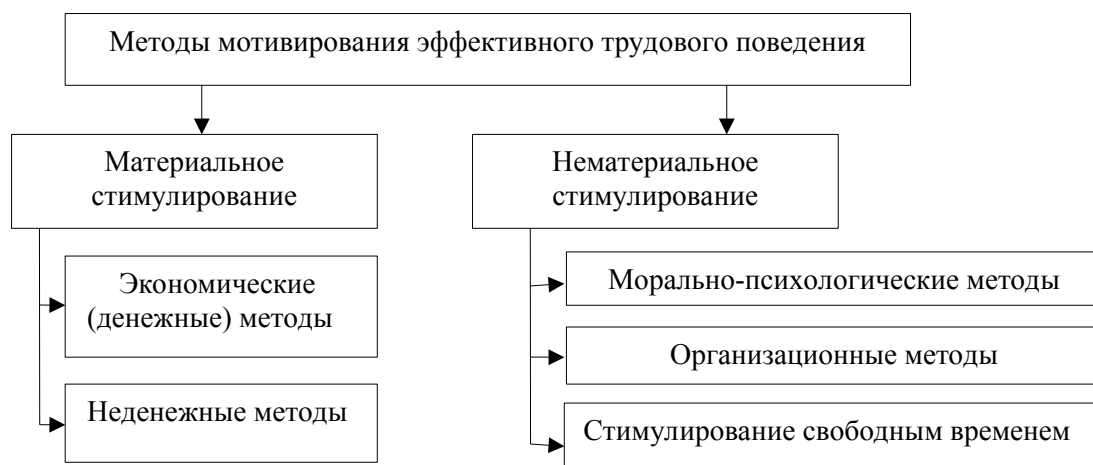 Методы мотивирования эффективного трудового поведения
Материальное
стимулирование
Нематериальное
стимулирование
Экономические
(денежные) методы
Неденежные методы
Морально-психологические методы
Организационные методы
Стимулирование свободным временем